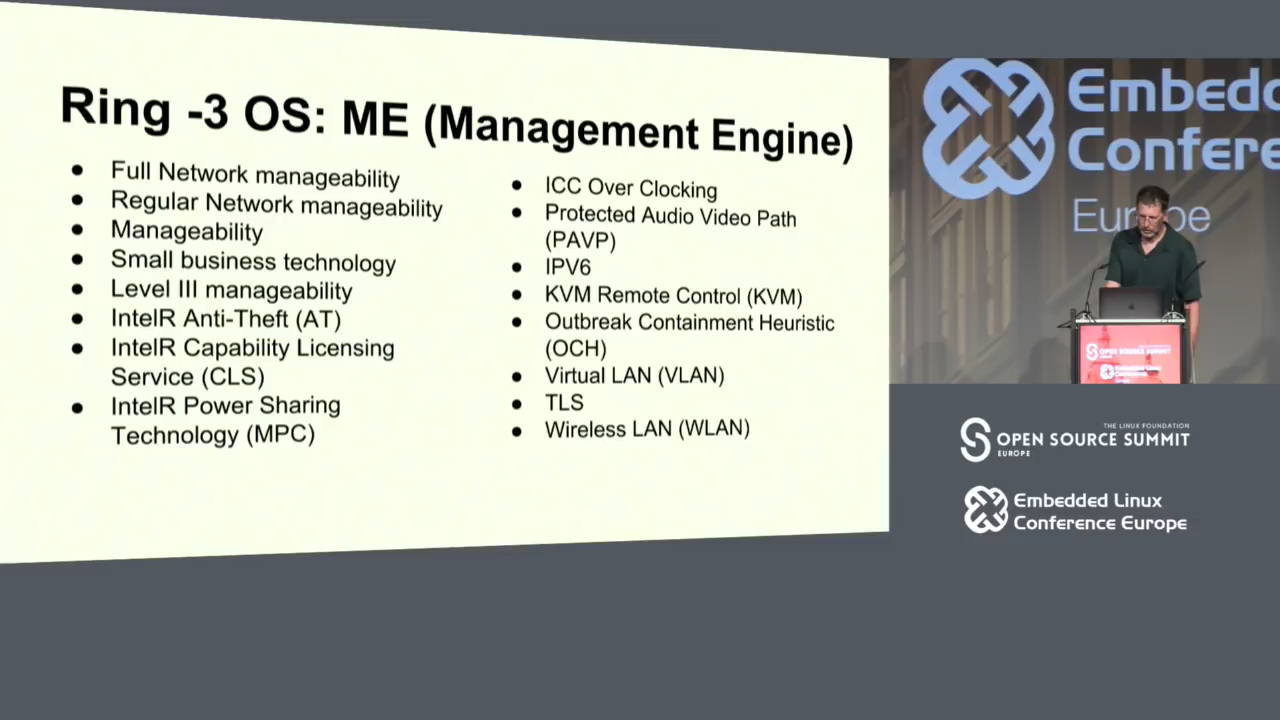 Ring -3 OS: ME (Management Engine)
● Full Network manageability
● Regular Network manageability
● Manageability
● Small business technology
● Level III manageability
● IntelR Anti-Theft (AT)
● IntelR Capability Licensing
Service (CLS)
● IntelR Power Sharing
Technology (MPC)
● ICC Over Clocking
● Protected Audio Video Path
(PAVP)
● IPV6
● KVM Remote Control (KVM)
● Outbreak Containment Heuristic
(OCH)
● Virtual LAN (VLAN)
● TLS
● Wireless LAN (WLAN)
Embedd
Confere
Europe
OPEN SOURCE SUMMIT
THE LINUX FOUNDATION
OPEN SOURCE SUMMIT
EUROPE
Embedded Linux
Conference Europe